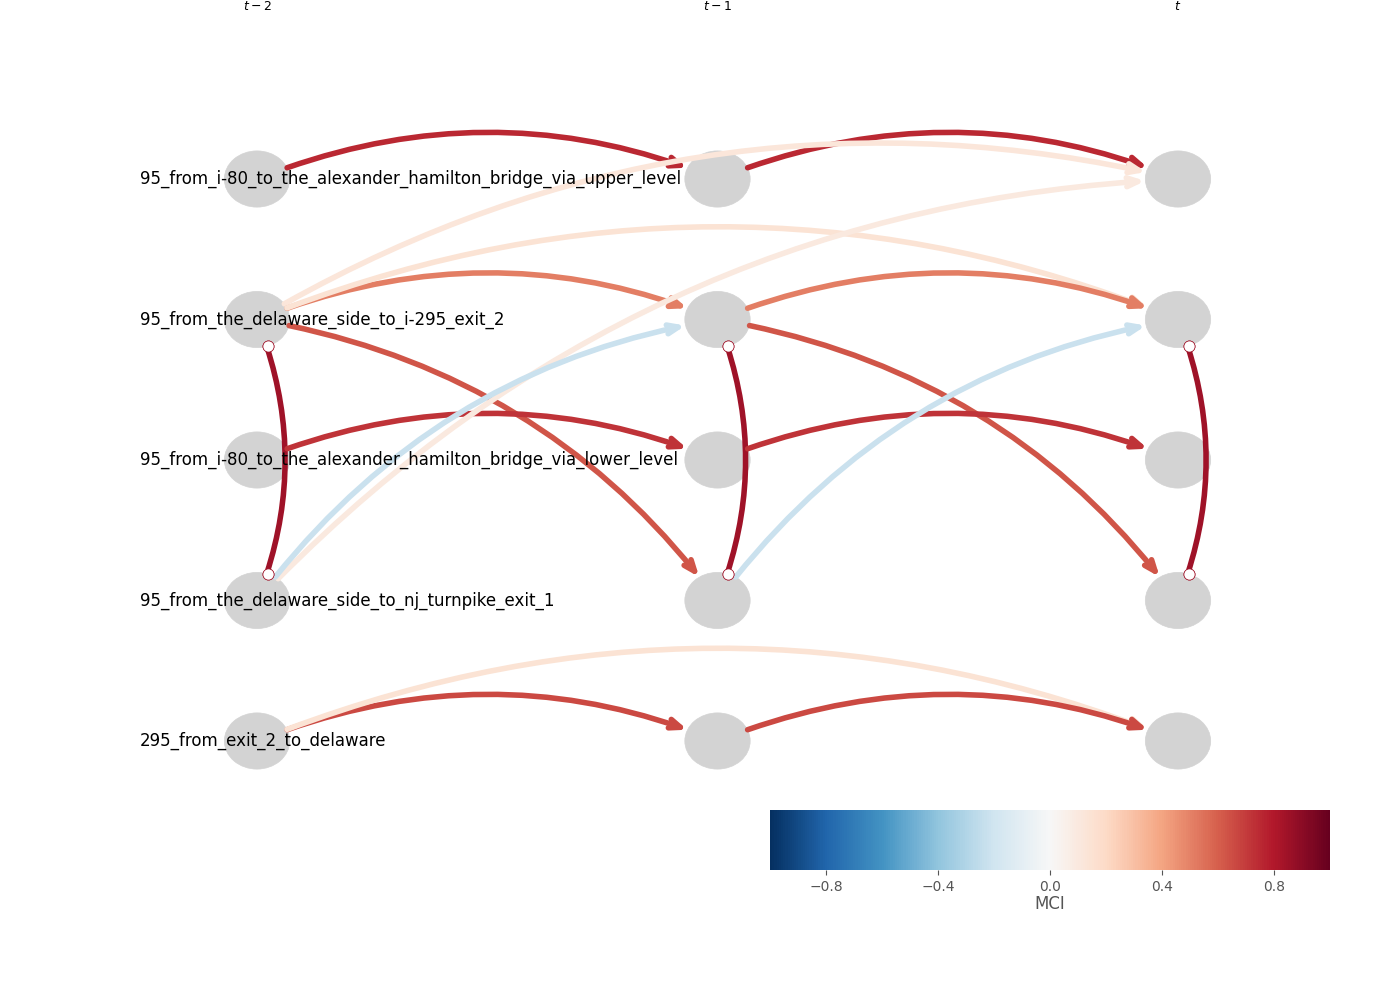 t − 2 t − 1 t
95_from_i-80_to_the_alexander_hamilton_bridge_via_upper_level
95_from_the_delaware_side_to_i-295_exit_2
95_from_i-80_to_the_alexander_hamilton_bridge_via_lower_level
95_from_the_delaware_side_to_nj_turnpike_exit_1
295_from_exit_2_to_delaware
−0.8 −0.4 0.0 0.4 0.8
MCI